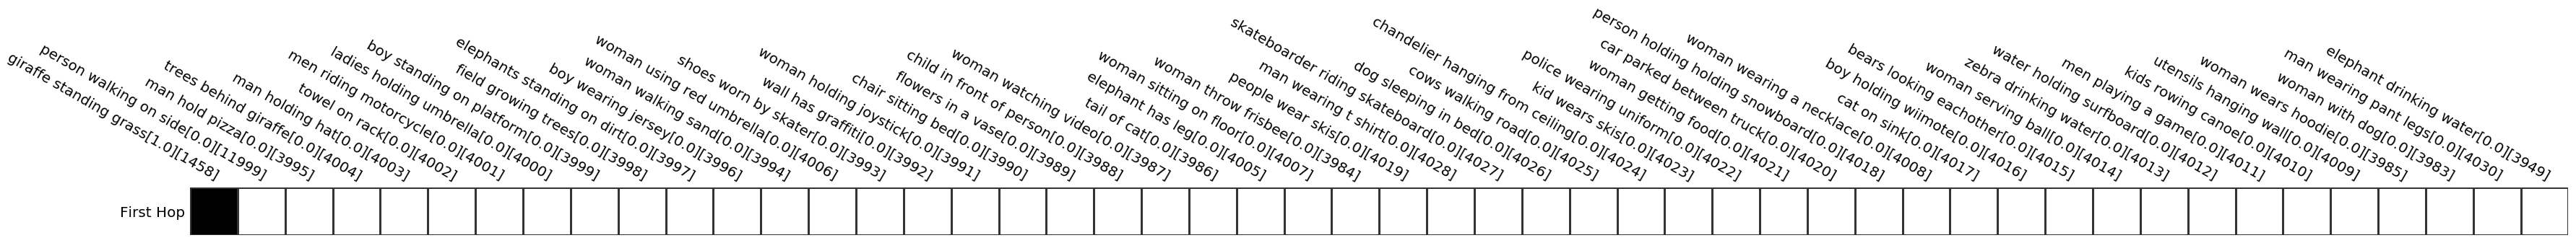 giraffe standing grass[1.0][1458]
person walking on side[0.0][11999]
man hold pizza[0.0][3995]
trees behind giraffe[0.0][4004]
man holding hat[0.0][4003]
towel on rack[0.0][4002]
men riding motorcycle[0.0][4001]
ladies holding umbrella[0.0][4000]
boy standing on platform[0.0][3999]
field growing trees[0.0][3998]
elephants standing on dirt[0.0][3997]
boy wearing jersey[0.0][3996]
woman walking sand[0.0][3994]
woman using red umbrella[0.0][4006]
shoes worn by skater[0.0][3993]
wall has graffiti[0.0][3992]
woman holding joystick[0.0][3991]
chair sitting bed[0.0][3990]
flowers in a vase[0.0][3989]
child in front of person[0.0][3988]
woman watching video[0.0][3987]
tail of cat[0.0][3986]
elephant has leg[0.0][4005]
woman sitting on floor[0.0][4007]
woman throw frisbee[0.0][3984]
people wear skis[0.0][4019]
man wearing t shirt[0.0][4028]
skateboarder riding skateboard[0.0][4027]
dog sleeping in bed[0.0][4026]
cows walking road[0.0][4025]
chandelier hanging from ceiling[0.0][4024]
kid wears skis[0.0][4023]
police wearing uniform[0.0][4022]
woman getting food[0.0][4021]
car parked between truck[0.0][4020]
person holding holding snowboard[0.0][4018]
woman wearing a necklace[0.0][4008]
cat on sink[0.0][4017]
boy holding wiimote[0.0][4016]
bears looking eachother[0.0][4015]
woman serving ball[0.0][4014]
zebra drinking water[0.0][4013]
water holding surfboard[0.0][4012]
men playing a game[0.0][4011]
kids rowing canoe[0.0][4010]
utensils hanging wall[0.0][4009]
woman wears hoodie[0.0][3985]
woman with dog[0.0][3983]
man wearing pant legs[0.0][4030]
elephant drinking water[0.0][3949]
First Hop